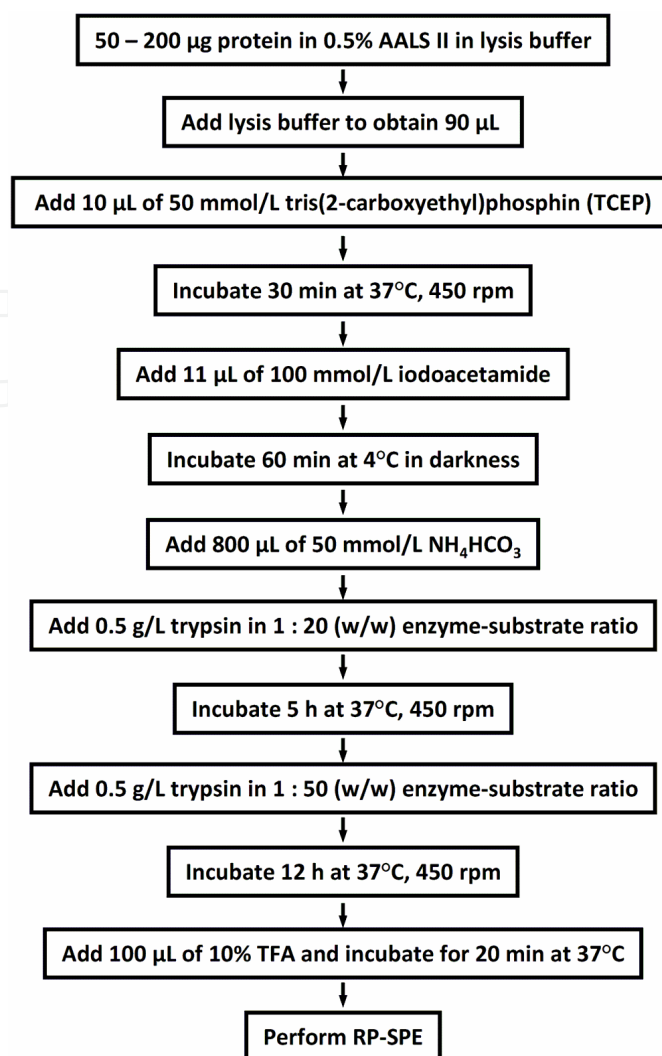 50 – 200 µg protein in 0.5% AALS II in lysis buffer
Add lysis buffer to obtain 90 µL
Add 10 µL of 50 mmol/L tris(2-carboxyethyl)phosphin (TCEP)
Incubate 30 min at 37°C, 450 rpm
Add 11 µL of 100 mmol/L iodoacetamide
Incubate 60 min at 4°C in darkness
Add 800 µL of 50 mmol/L NH₄HCO₃
Add 0.5 g/L trypsin in 1 : 20 (w/w) enzyme-substrate ratio
Incubate 5 h at 37°C, 450 rpm
Add 0.5 g/L trypsin in 1 : 50 (w/w) enzyme-substrate ratio
Incubate 12 h at 37°C, 450 rpm
Add 100 µL of 10% TFA and incubate for 20 min at 37°C
Perform RP-SPE